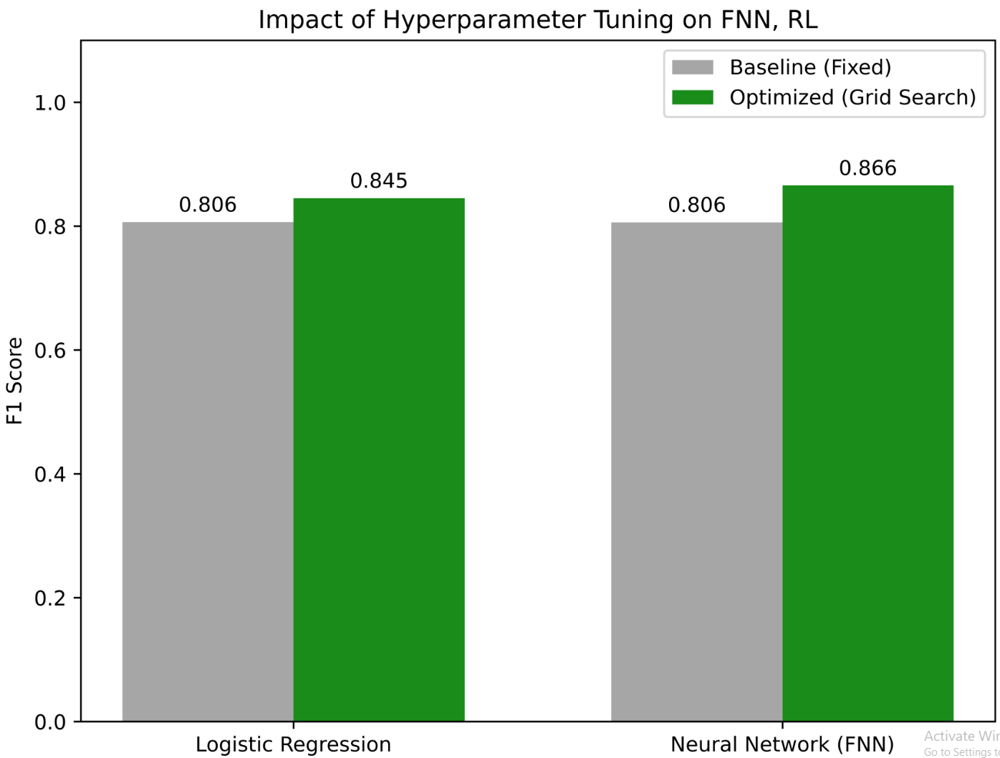 Impact of Hyperparameter Tuning on FNN, RL
Baseline (Fixed)
Optimized (Grid Search)
1.0
0.8
0.6
0.4
0.2
0.0
F1 Score
0.806
0.845
0.806
0.866
Logistic Regression
Neural Network (FNN)
Activate
Go to Settings